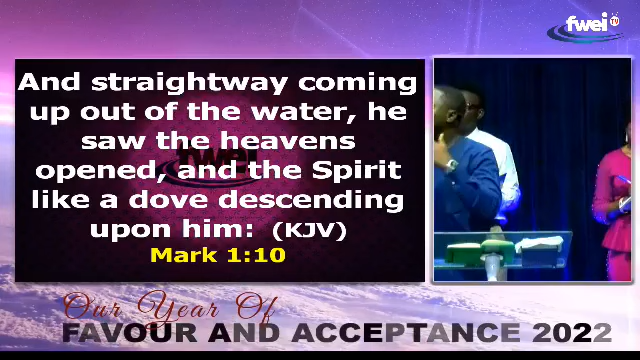 fwei TV
And straightway coming
up out of the water, he
saw the heavens
opened, and the Spirit
like a dove descending
upon him: (KJV)
Mark 1:10
Our Year Of
FAVOUR AND ACCEPTANCE 2022